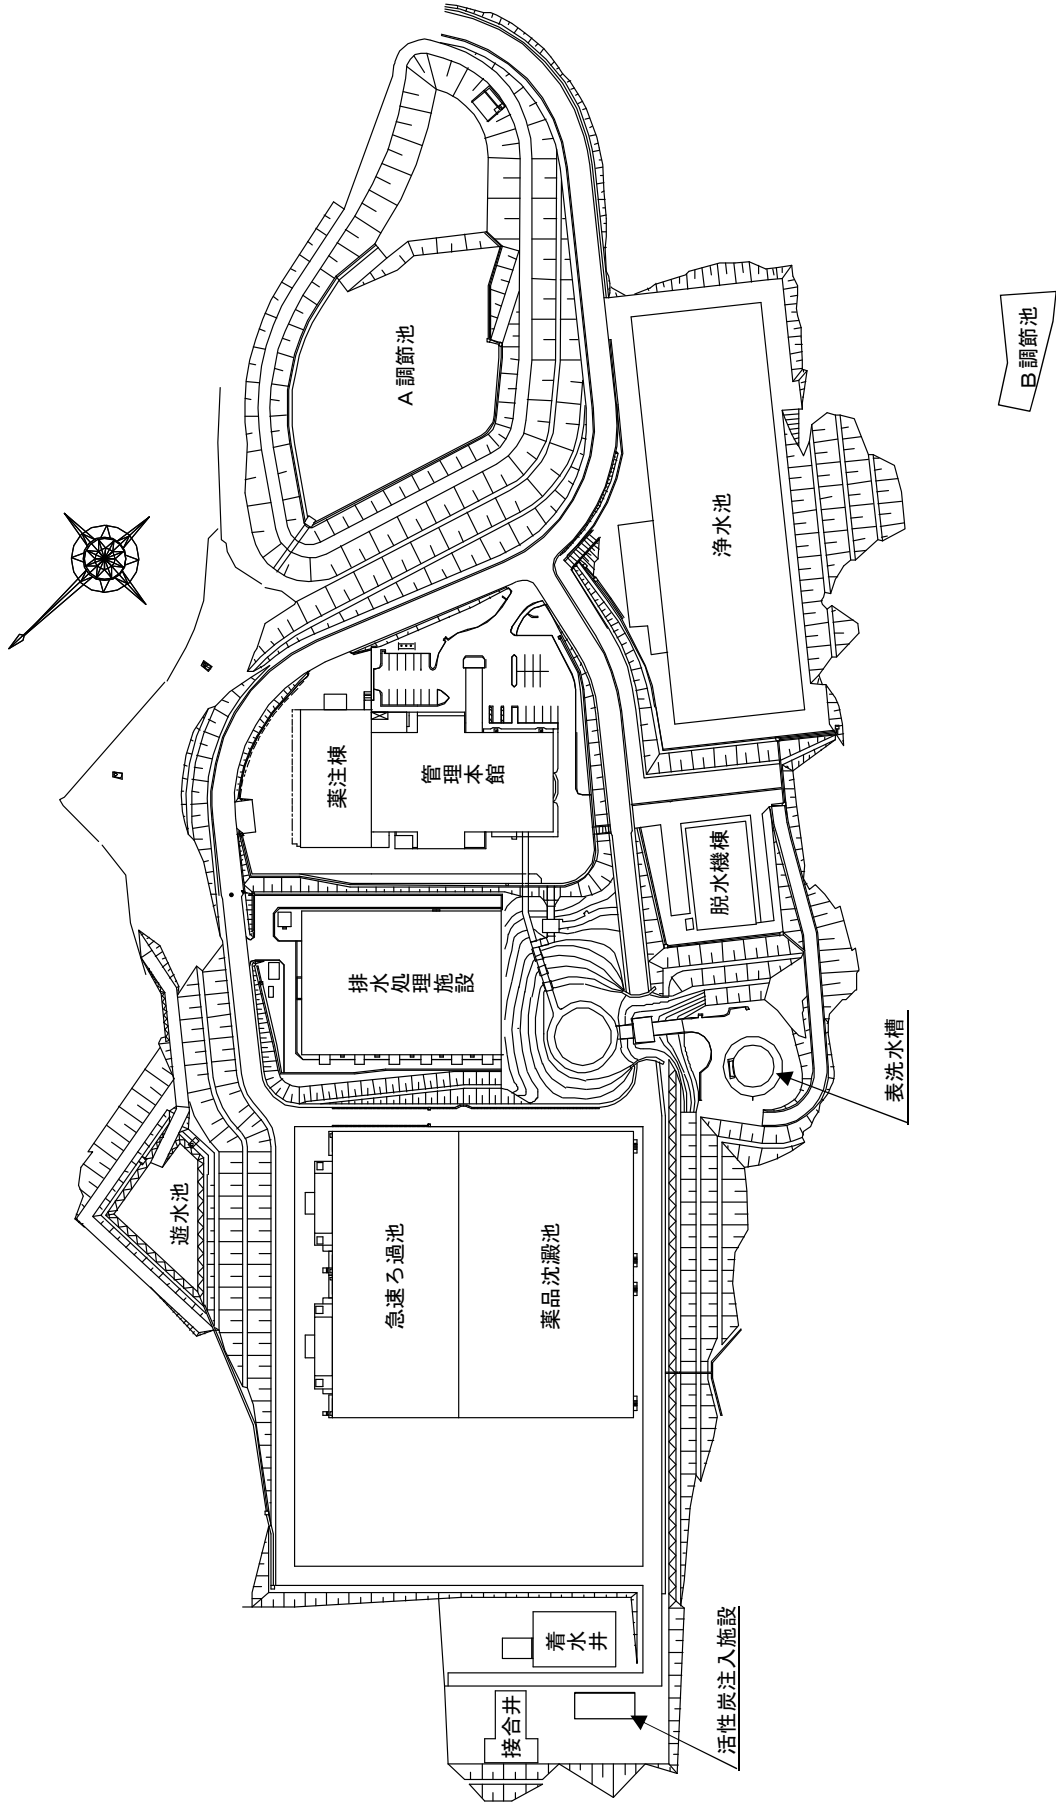 A調節池
B調節池
浄水池
薬注棟
管理本館
脱水機棟
排水処理施設
表洗水槽
遊水池
急速ろ過池
薬品沈澱池
着水井
接合井
活性炭注入施設